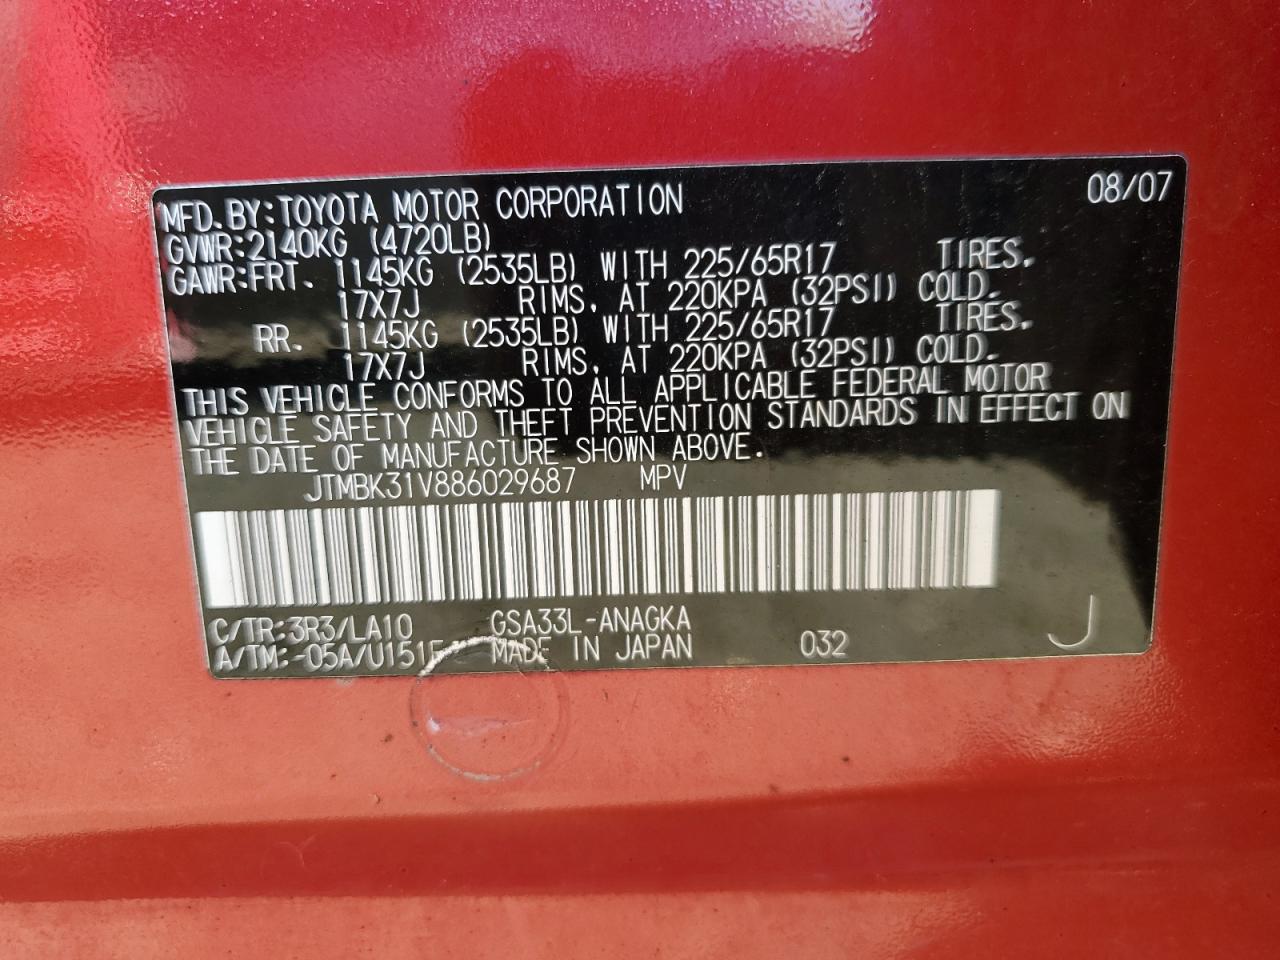 08/07
MFD.BY:TOYOTA MOTOR CORPORATION
GVWR:2140KG (4720LB)
GAWR:FRT. 1145KG (2535LB) WITH 225/65R17 TIRES,
17X7J RIMS, AT 220KPA (32PSI) COLD.
RR. 1145KG (2535LB) WITH 225/65R17 TIRES,
17X7J RIMS, AT 220KPA (32PSI) COLD.
THIS VEHICLE CONFORMS TO ALL APPLICABLE FEDERAL MOTOR
VEHICLE SAFETY AND THEFT PREVENTION STANDARDS IN EFFECT ON
THE DATE OF MANUFACTURE SHOWN ABOVE.
JTMBK31V886029687 MPV
C/TR:3R3/LA10 GSA33L-ANAGKA
A/TM:-05A/U151F MADE IN JAPAN 032 J